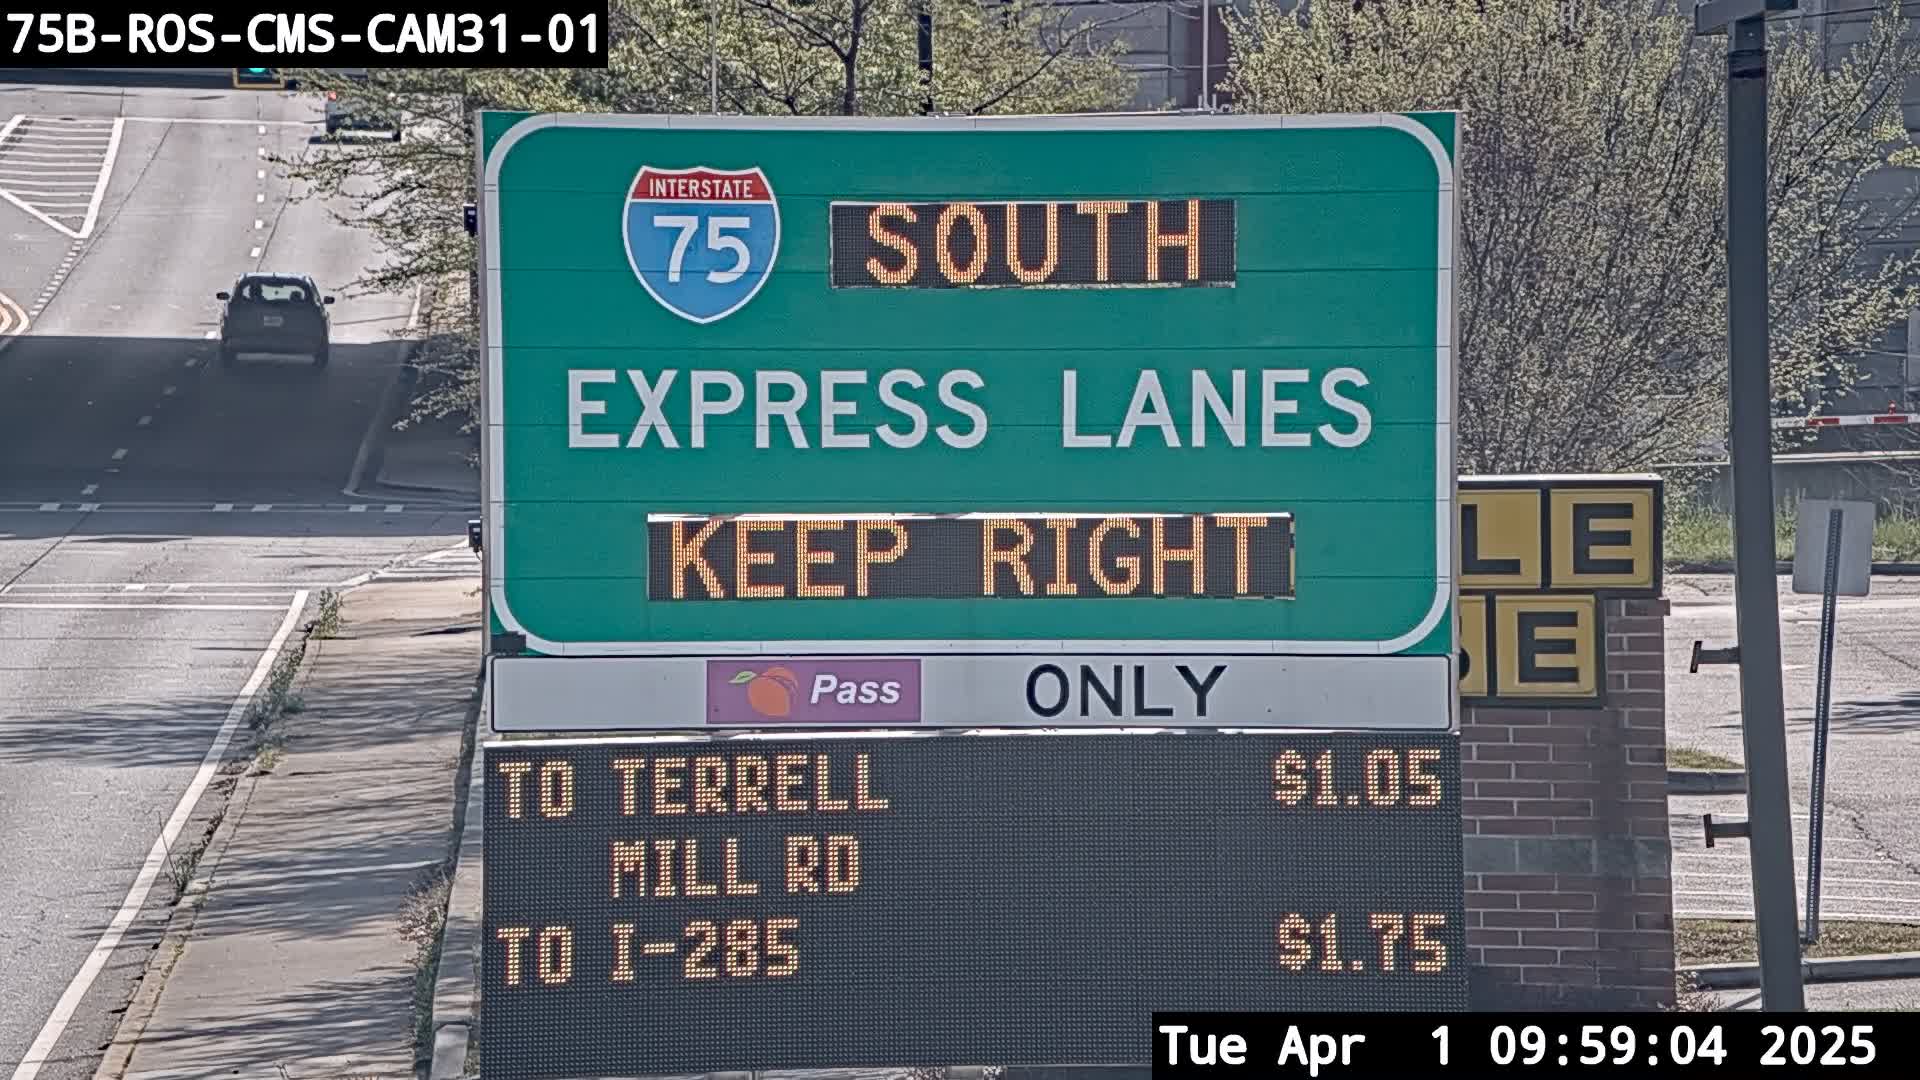 75B-ROS-CMS-CAM31-01
INTERSTATE
75
SOUTH
EXPRESS LANES
KEEP RIGHT
LE
E
Pass ONLY
TO TERRELL $1.05
MILL RD
TO I-285 $1.75
Tue Apr 1 09:59:04 2025